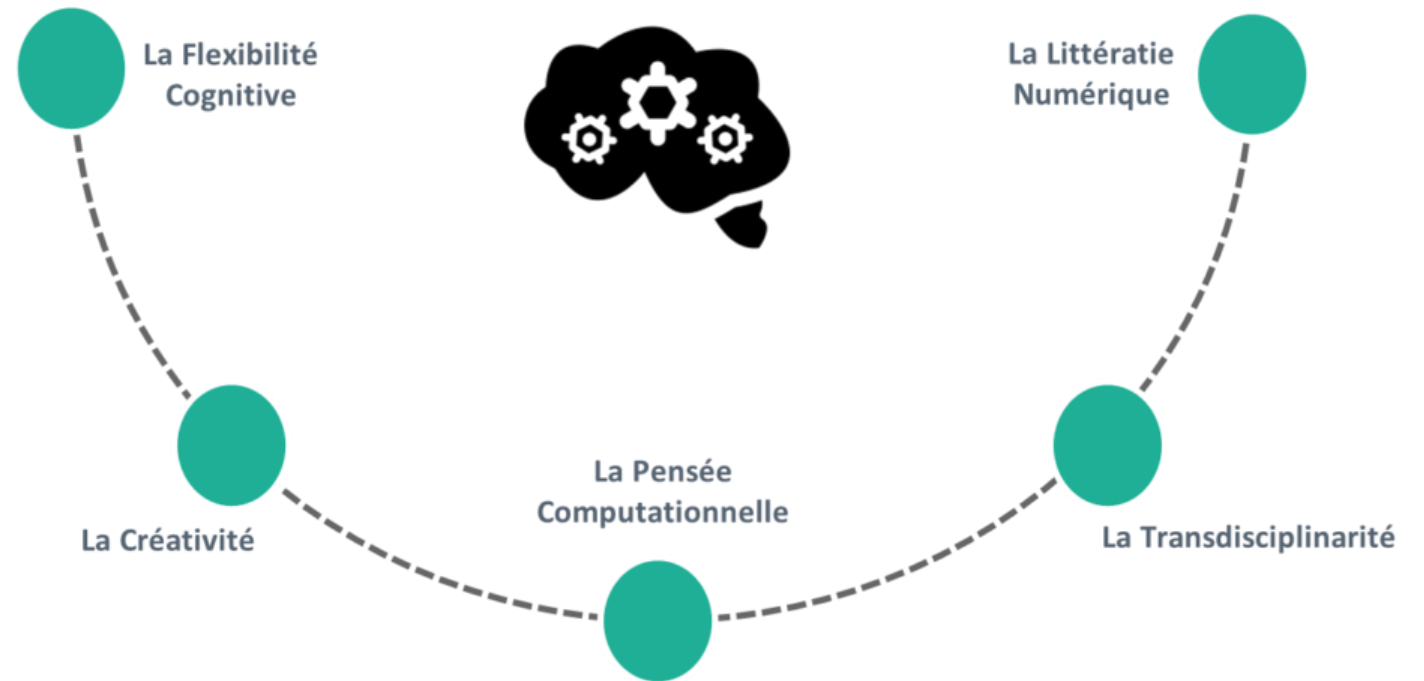 La Flexibilité
Cognitive
La Littératie
Numérique
La Pensée
Computationnelle
La Créativité
La Transdisciplinarité